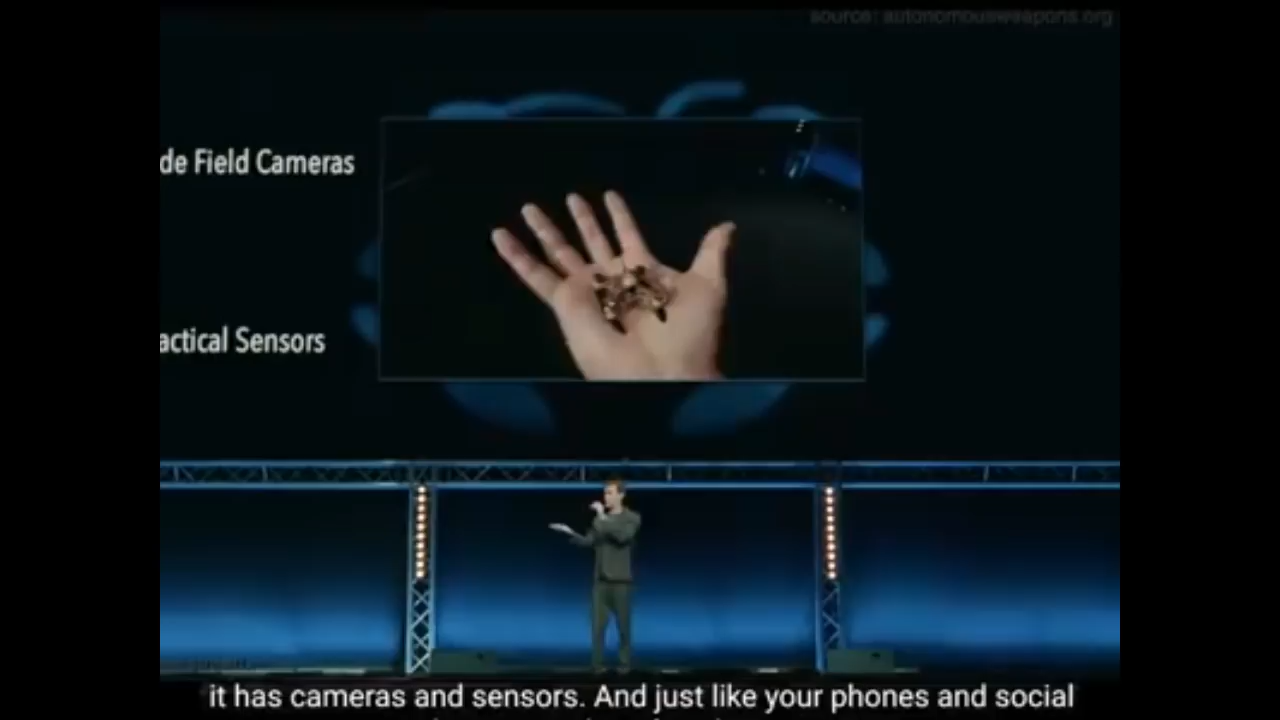 source: autonomousweapons.org
de Field Cameras
actical Sensors
it has cameras and sensors. And just like your phones and social